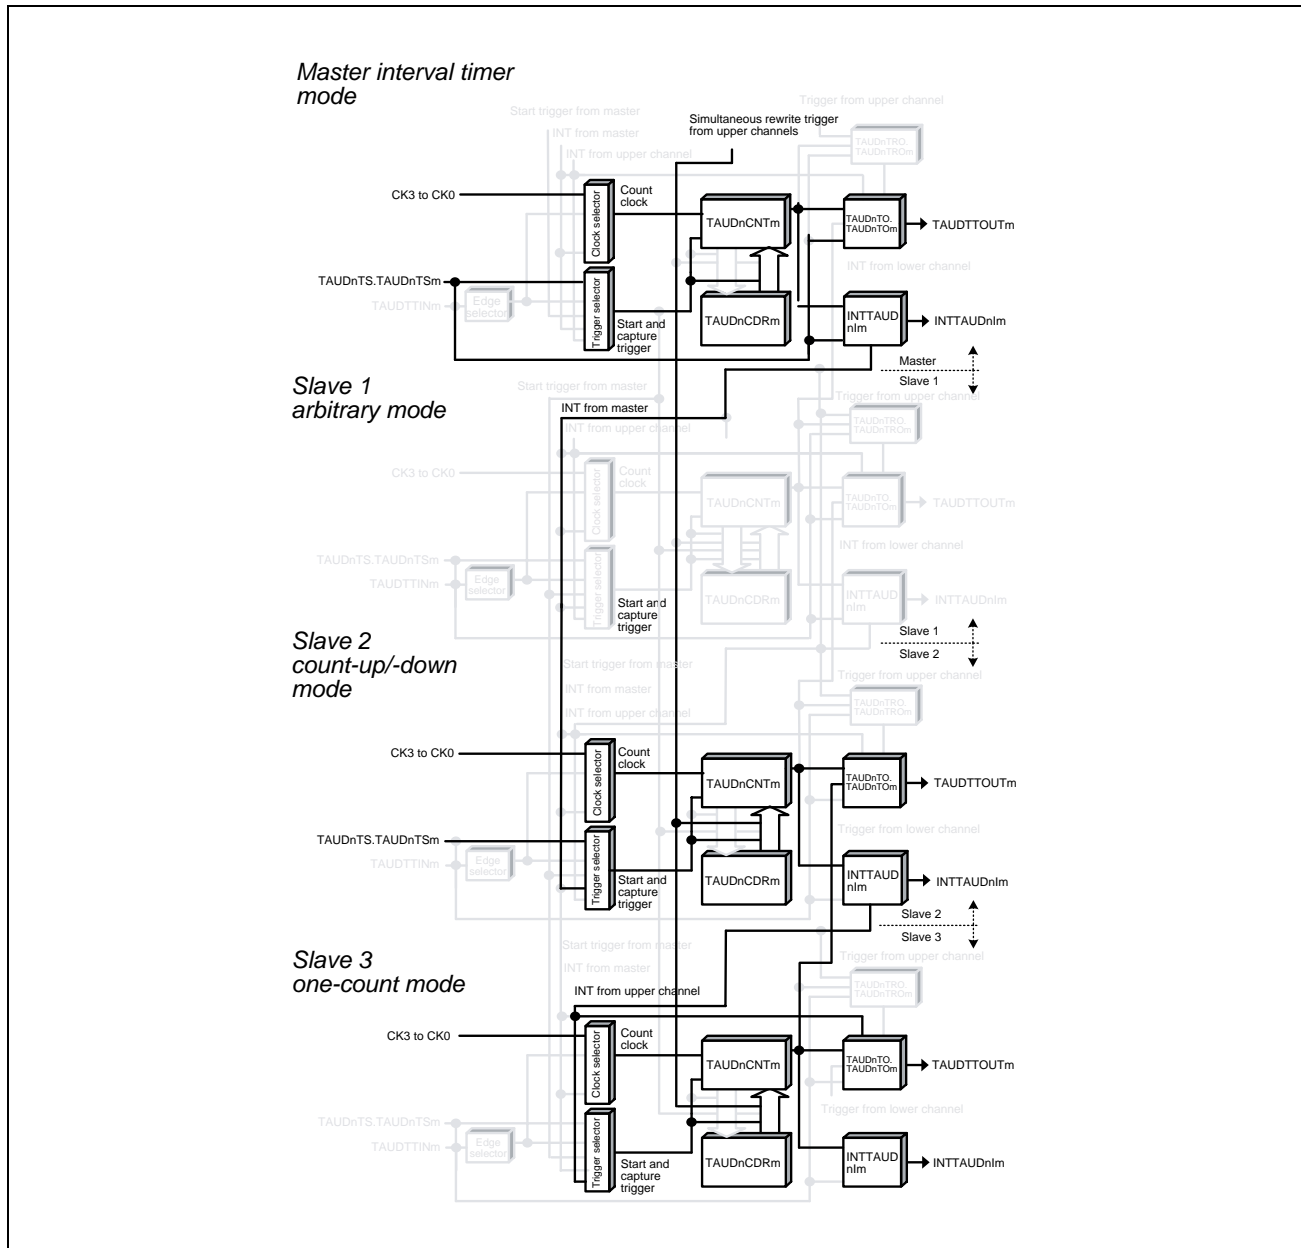 Master interval timer
mode
Trigger from upper channel
Start trigger from master
Simultaneous rewrite trigger
from upper channels
INT from master
INT from upper channel
TAUDnTRO.
TAUDnTROm
CK3 to CK0
Clock selector
Count
clock
TAUDnCNTm
TAUDnTO.
TAUDnTOm
TAUDTTOUTm
INT from lower channel
TAUDnTS.TAUDnTSm
TAUDTTINm
Edge
selector
Trigger selector
Start and
capture
trigger
TAUDnCDRm
INTTAUD
nIm
INTTAUDnIm
Master
Slave 1
Slave 1
arbitrary mode
Start trigger from master
Trigger from upper channel
INT from master
INT from upper channel
TAUDnTRO.
TAUDnTROm
CK3 to CK0
Clock selector
Count
clock
TAUDnCNTm
TAUDnTO.
TAUDnTOm
TAUDTTOUTm
INT from lower channel
TAUDnTS.TAUDnTSm
TAUDTTINm
Edge
selector
Trigger selector
Start and
capture
trigger
TAUDnCDRm
INTTAUD
nIm
INTTAUDnIm
Slave 1
Slave 2
Slave 2
count-up/-down
mode
Start trigger from master
Trigger from upper channel
INT from master
INT from upper channel
TAUDnTRO.
TAUDnTROm
CK3 to CK0
Clock selector
Count
clock
TAUDnCNTm
TAUDnTO.
TAUDnTOm
TAUDTTOUTm
Trigger from lower channel
TAUDnTS.TAUDnTSm
TAUDTTINm
Edge
selector
Trigger selector
Start and
capture
trigger
TAUDnCDRm
INTTAUD
nIm
INTTAUDnIm
Slave 2
Slave 3
Slave 3
one-count mode
Start trigger from master
Trigger from upper channel
INT from master
INT from upper channel
TAUDnTRO.
TAUDnTROm
CK3 to CK0
Clock selector
Count
clock
TAUDnCNTm
TAUDnTO.
TAUDnTOm
TAUDTTOUTm
Trigger from lower channel
TAUDnTS.TAUDnTSm
TAUDTTINm
Edge
selector
Trigger selector
Start and
capture
trigger
TAUDnCDRm
INTTAUD
nIm
INTTAUDnIm